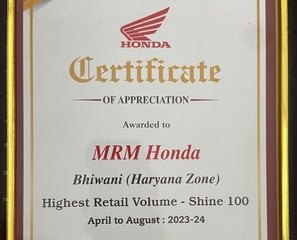 HONDA
Certificate
OF APPRECIATION
Awarded to
MRM Honda
Bhiwani (Haryana Zone)
Highest Retail Volume - Shine 100
April to August : 2023-24